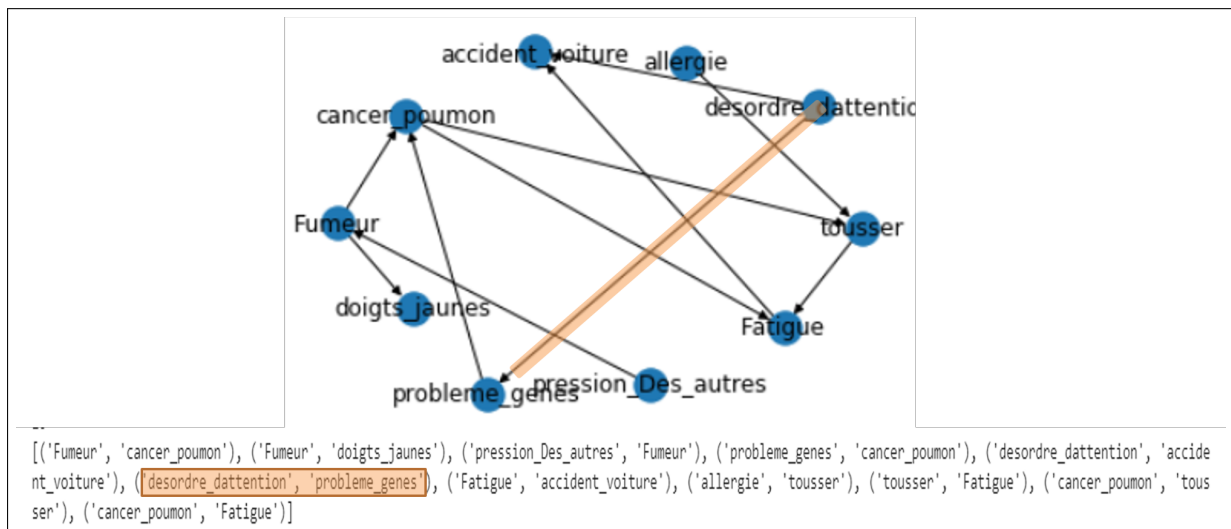 accident_voiture
allergie
desordre_dattentic
cancer_poumon
Fumeur
tousser
doigts_jaunes
Fatigue
probleme_genes
pression_Des_autres
[('Fumeur', 'cancer_poumon'), ('Fumeur', 'doigts_jaunes'), ('pression_Des_autres', 'Fumeur'), ('probleme_genes', 'cancer_poumon'), ('desordre_dattention', 'accide
nt_voiture'), ('desordre_dattention', 'probleme_genes'), ('Fatigue', 'accident_voiture'), ('allergie', 'tousser'), ('tousser', 'Fatigue'), ('cancer_poumon', 'tous
ser'), ('cancer_poumon', 'Fatigue')]